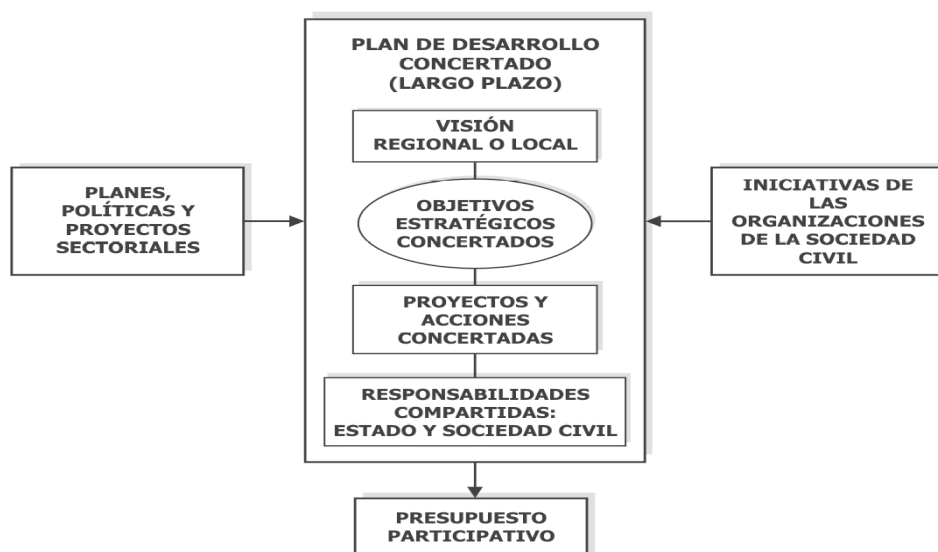 PLAN DE DESARROLLO
CONCERTADO
(LARGO PLAZO)
VISIÓN
REGIONAL O LOCAL
PLANES,
POLÍTICAS Y
PROYECTOS
SECTORIALES
OBJETIVOS
ESTRATÉGICOS
CONCERTADOS
INICIATIVAS DE
LAS
ORGANIZACIONES
DE LA SOCIEDAD
CIVIL
PROYECTOS Y
ACCIONES
CONCERTADAS
RESPONSABILIDADES
COMPARTIDAS:
ESTADO Y SOCIEDAD CIVIL
PRESUPUESTO
PARTICIPATIVO